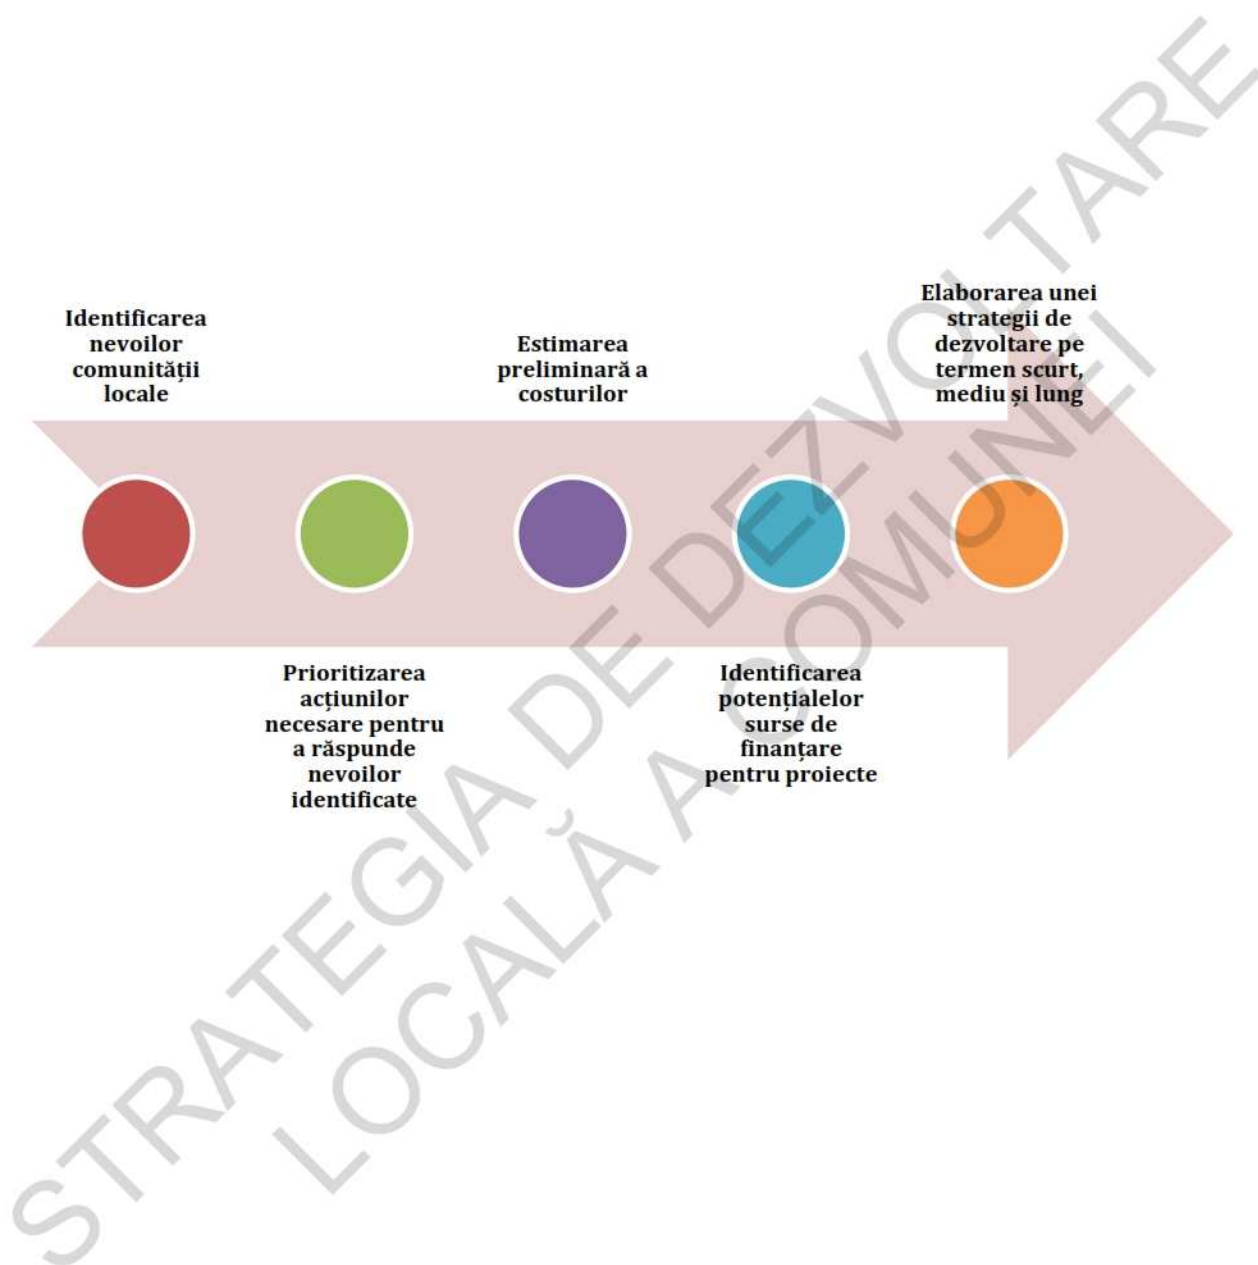 Identificarea
nevoilor
comunității
locale
Prioritizarea
acțiunilor
necesare pentru
a răspunde
nevoilor
identificate
Estimarea
preliminară a
costurilor
Identificarea
potențialelor
surse de
finanțare
pentru proiecte
Elaborarea unei
strategii de
dezvoltare pe
termen scurt,
mediu și lung
STRATEGIA DE DEZVOLTARE
LOCALĂ A COMUNEI